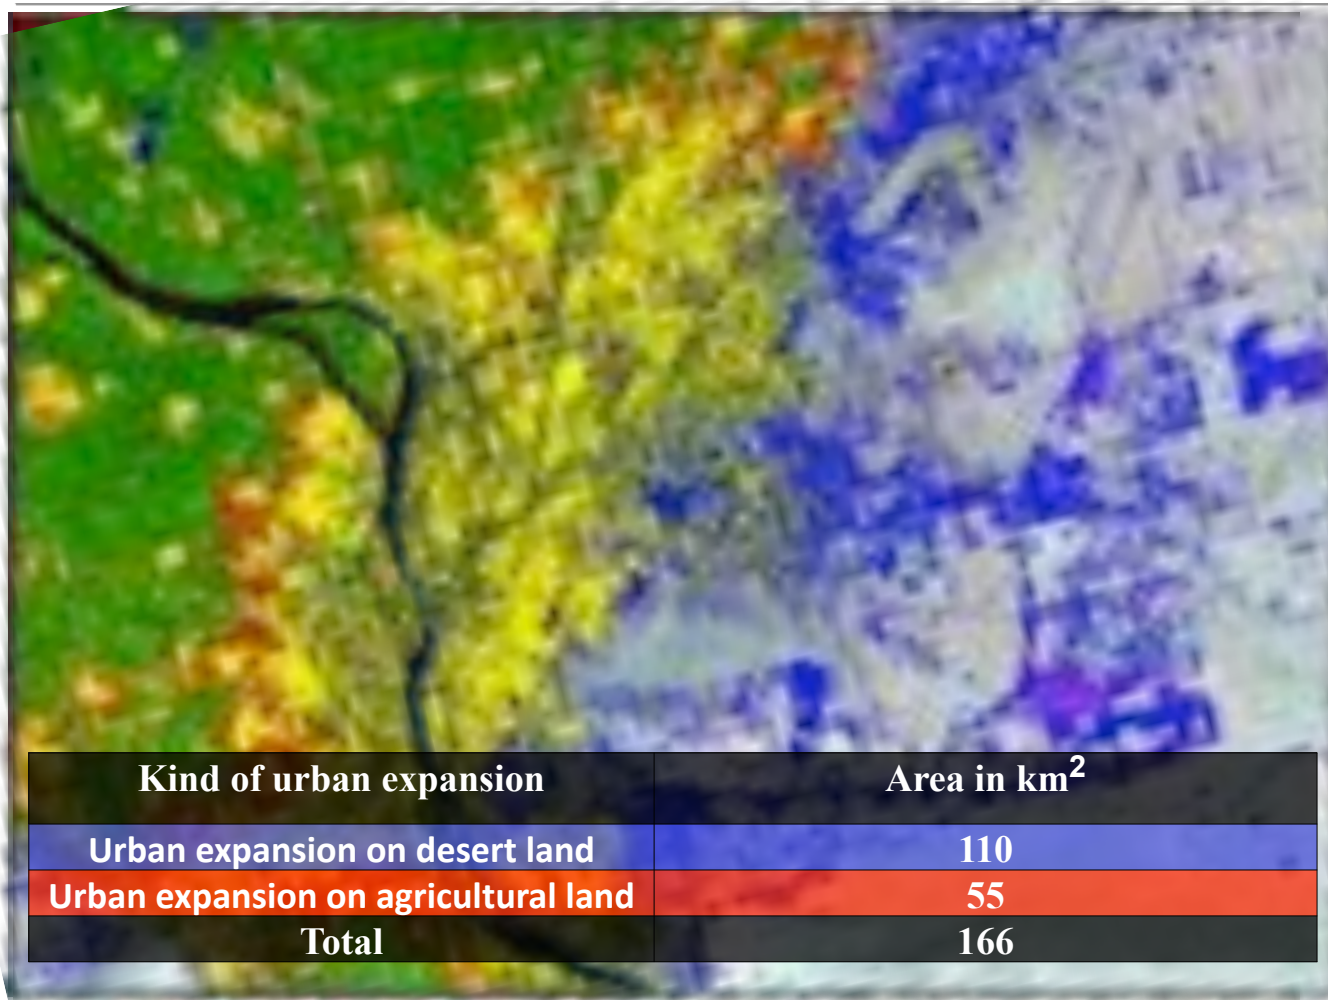 Kind of urban expansion Area in km²
Urban expansion on desert land 110
Urban expansion on agricultural land 55
Total 166